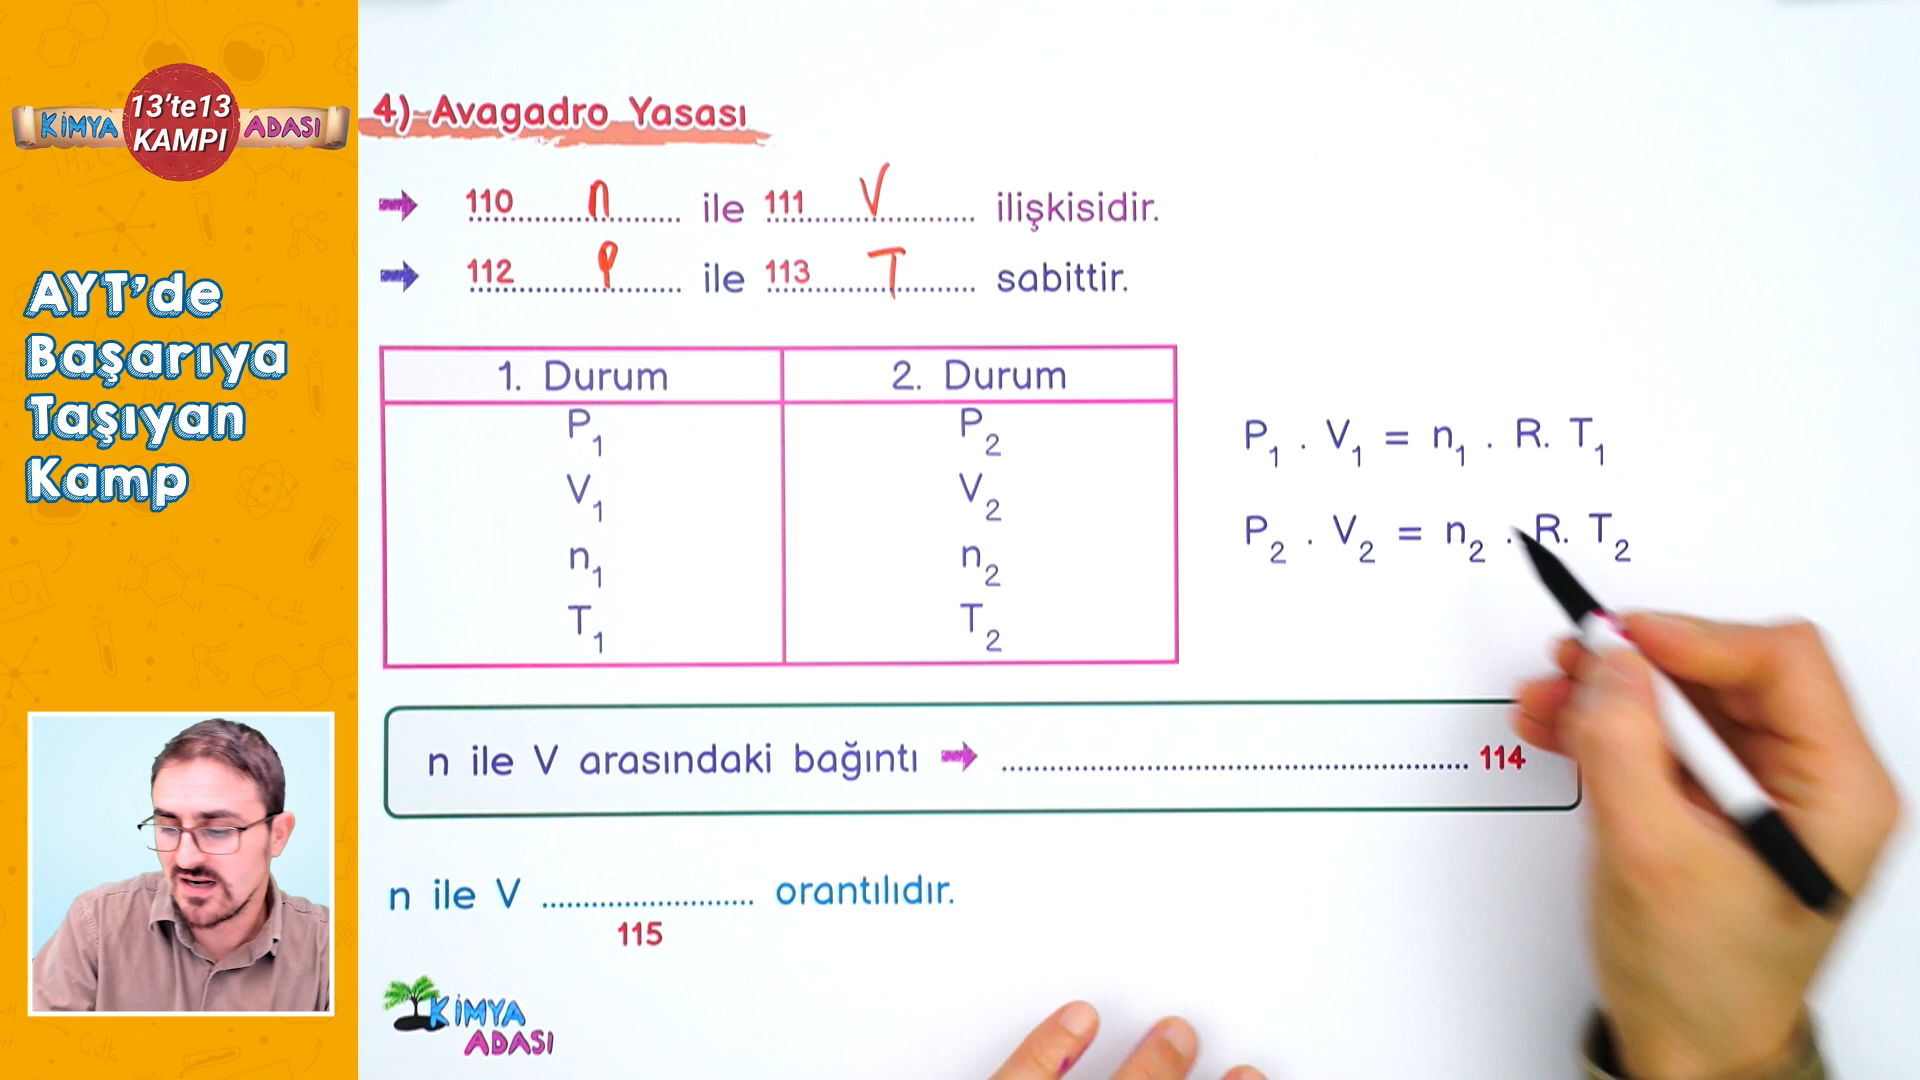 KİMYA 13'te13 KAMPI ADASI
AYT'de
Başarıya
Taşıyan
Kamp
4)-Avagadro Yasası
110 n ile 111 V ilişkisidir.
112 P ile 113 T sabittir.
1. Durum 2. Durum
P1 P2
V1 V2
n1 n2
T1 T2
P1 . V1 = n1 . R. T1
P2 . V2 = n2 . R. T2
n ile V arasındaki bağıntı ........................ 114
n ile V ........................ orantılıdır.
115
KİMYA
ADASI